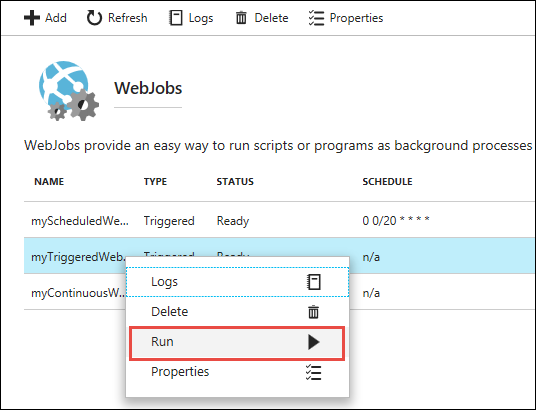 Add Refresh Logs Delete Properties
WebJobs
WebJobs provide an easy way to run scripts or programs as background processes
NAME TYPE STATUS SCHEDULE
myScheduledWe... Triggered Ready 0 0/20 * * * *
myTriggeredWeb... Triggered Ready n/a
myContinuousW... n/a
Logs
Delete
Run
Properties